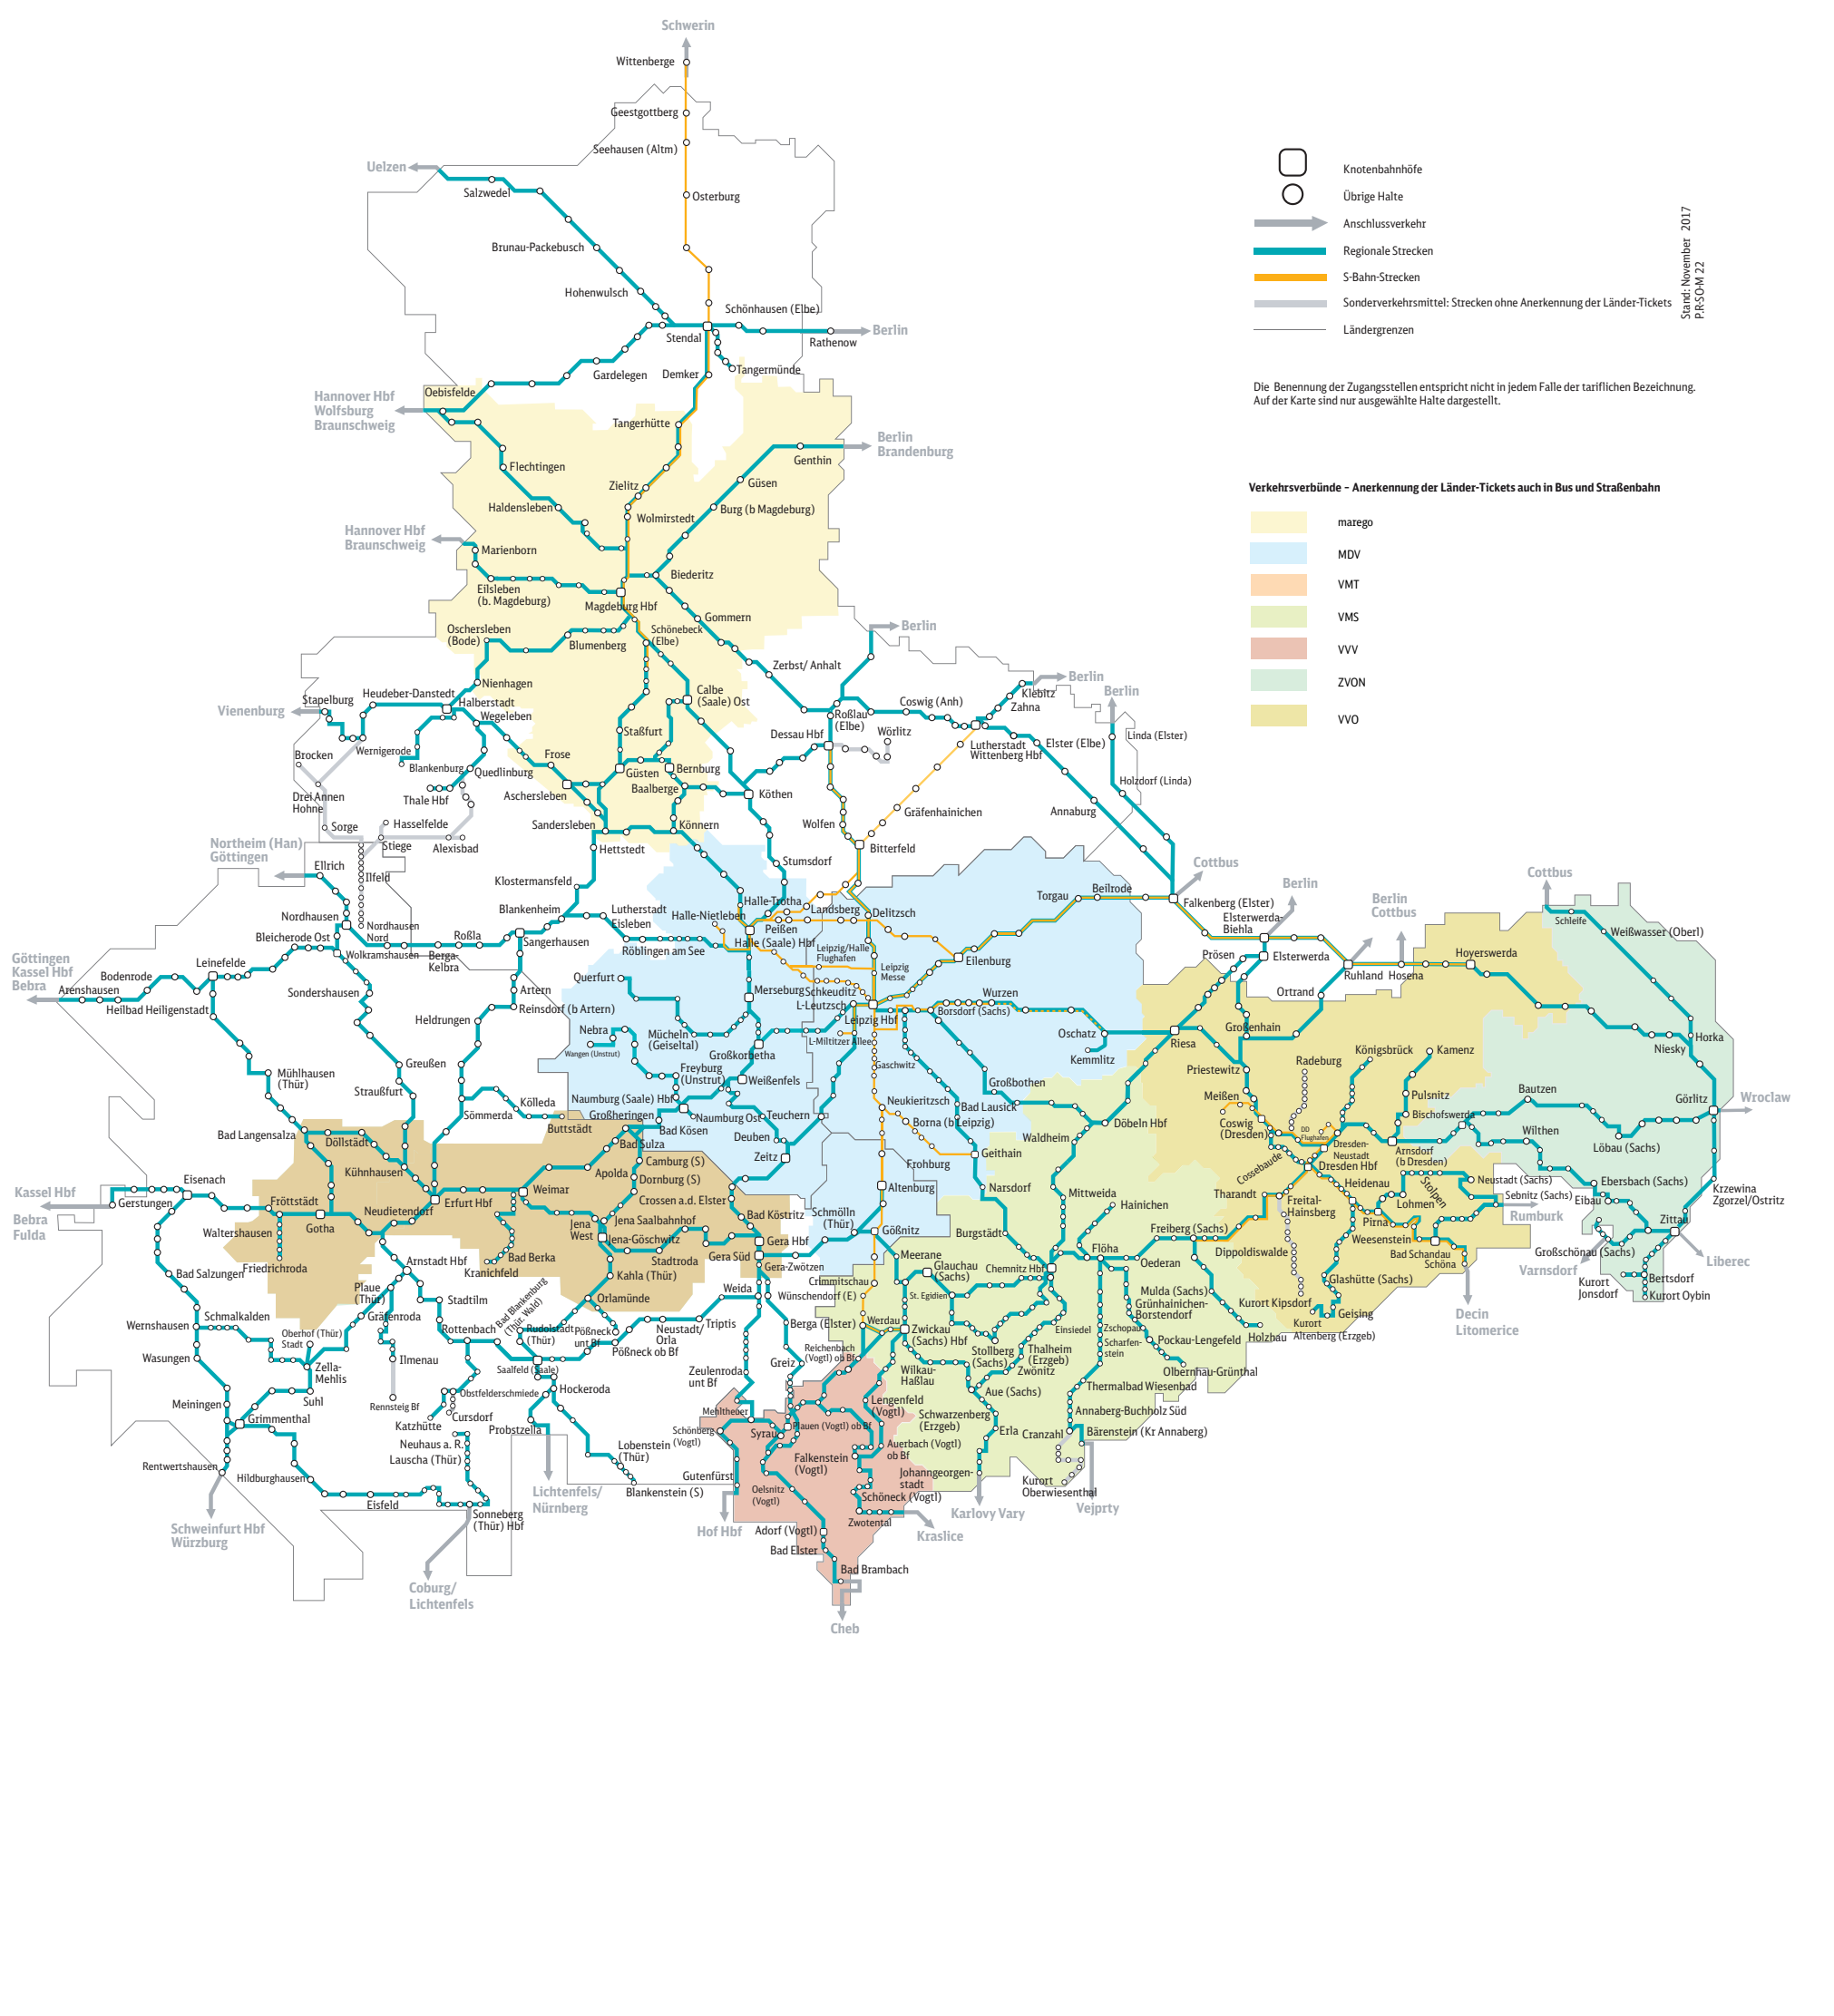 Schwerin
Wittenberge
Geestgottberg
Seehausen (Altm)
Uelzen
Salzwedel
Osterburg
Brunau-Packebusch
Hohenwulsch
Schönhausen (Elbe)
Berlin
Stendal
Rathenow
Gardelegen
Demker
Tangermünde
Oebisfelde
Hannover Hbf
Wolfsburg
Braunschweig
Tangerhütte
Berlin
Brandenburg
Genthin
Flechtingen
Zielitz
Güsen
Haldensleben
Wolmirstedt
Burg (b Magdeburg)
Hannover Hbf
Braunschweig
Marienborn
Biederitz
Eilsleben
(b. Magdeburg)
Magdeburg Hbf
Gommern
Oschersleben
(Bode)
Schönebeck
(Elbe)
Blumenberg
Berlin
Zerbst/ Anhalt
Nienhagen
Calbe
(Saale) Ost
Berlin
Klebitz
Zahna
Berlin
Stapelburg
Heudeber-Danstedt
Halberstadt
Wegeleben
Vienenburg
Coswig (Anh)
Roßlau
(Elbe)
Dessau Hbf
Wörlitz
Lutherstadt
Wittenberg Hbf
Elster (Elbe)
Linda (Elster)
Staßfurt
Brocken
Wernigerode
Blankenburg
Quedlinburg
Frose
Güsten
Bernburg
Holzdorf (Linda)
Drei Annen
Hohne
Thale Hbf
Aschersleben
Baalberge
Köthen
Annaburg
Gräfenhainichen
Sorge
Hasselfelde
Sandersleben
Könnern
Wolfen
Stiege
Alexisbad
Hettstedt
Bitterfeld
Northeim (Han)
Göttingen
Ellrich
Ilfeld
Stumsdorf
Klostermansfeld
Cottbus
Berlin
Cottbus
Berlin
Cottbus
Nordhausen
Nordhausen
Nord
Blankenheim
Lutherstadt
Eisleben
Halle-Trotha
Halle-Nietleben
Landsberg
Delitzsch
Torgau
Beilrode
Falkenberg (Elster)
Elsterwerda-
Biehla
Schleife
Weißwasser (Oberl)
Bleicherode Ost
Wolkramshausen
Roßla
Berga-
Kelbra
Sangerhausen
Röblingen am See
Peißen
Halle (Saale) Hbf
Leipzig/Halle
Flughafen
Leipzig
Messe
Eilenburg
Prösen
Elsterwerda
Ruhland
Hosena
Hoyerswerda
Göttingen
Kassel Hbf
Bebra
Leinefelde
Bodenrode
Arenshausen
Heilbad Heiligenstadt
Sondershausen
Artern
Reinsdorf (b Artern)
Querfurt
Merseburg
Schkeuditz
L-Leutzsch
Leipzig Hbf
Borsdorf (Sachs)
Wurzen
Ortrand
Heldrungen
Nebra
Wangen (Unstrut)
Mücheln
(Geiseltal)
L-Miltitzer Allee
Oschatz
Kemmlitz
Riesa
Großenhain
Horka
Niesky
Großkorbetha
Gaschwitz
Greußen
Freyburg
(Unstrut)
Weißenfels
Großbothen
Priestewitz
Radeburg
Königsbrück
Kamenz
Mühlhausen
(Thür)
Straußfurt
Kölleda
Sömmerda
Naumburg (Saale) Hbf
Großheringen
Naumburg Ost
Teuchern
Neukieritzsch
Bad Lausick
Borna (b Leipzig)
Meißen
Coswig
(Dresden)
Pulsnitz
Bischofswerda
Bautzen
Görlitz
Wroclaw
Buttstädt
Bad Kösen
Deuben
Döbeln Hbf
DD
Flughafen
Bad Langensalza
Döllstädt
Bad Sulza
Waldheim
Dresden-
Neustadt
Wilthen
Löbau (Sachs)
Kühnhausen
Apolda
Camburg (S)
Zeitz
Frohburg
Geithain
Cossebaude
Dresden Hbf
Arnsdorf
(b Dresden)
Kassel Hbf
Bebra
Fulda
Eisenach
Gerstungen
Fröttstädt
Weimar
Dornburg (S)
Crossen a.d. Elster
Altenburg
Narsdorf
Mittweida
Hainichen
Tharandt
Heidenau
Stolpen
Neustadt (Sachs)
Ebersbach (Sachs)
Krzewina
Zgorzel/Ostritz
Erfurt Hbf
Neudietendorf
Gotha
Waltershausen
Friedrichroda
Jena
West
Jena Saalbahnhof
Jena-Göschwitz
Bad Köstritz
Schmölln
(Thür)
Gößnitz
Burgstädt
Freiberg (Sachs)
Freital-
Hainsberg
Lohmen
Pirna
Sebnitz (Sachs)
Rumburk
Eibau
Zittau
Bad Berka
Kranichfeld
Arnstadt Hbf
Stadtroda
Gera Süd
Gera Hbf
Gera-Zwötzen
Kahla (Thür)
Meerane
Glauchau
(Sachs)
Chemnitz Hbf
Flöha
Oederan
Dippoldiswalde
Weesenstein
Bad Schandau
Schöna
Großschönau (Sachs)
Varnsdorf
Liberec
Bad Salzungen
Plaue
(Thür)
Stadtilm
Bad Blankenburg
(Thür. Wald)
Orlamünde
Weida
Crimmitschau
Wünschendorf (E)
St. Egidien
Mulda (Sachs)
Grünhainichen-
Borstendorf
Kurort Kipsdorf
Glashütte (Sachs)
Kurort
Jonsdorf
Bertsdorf
Kurort Oybin
Schmalkalden
Wernshausen
Gräfenroda
Oberhof (Thür)
Stadt
Rottenbach
Rudolstadt
(Thür)
Pößneck
unt Bf
Pößneck ob Bf
Neustadt/
Orla
Triptis
Berga (Elster)
Werdau
Zwickau
(Sachs) Hbf
Einsiedel
Zschopau
Scharfen-
stein
Pockau-Lengefeld
Holzhau
Geising
Kurort
Altenberg (Erzgeb)
Decin
Litomerice
Wasungen
Zella-
Mehlis
Ilmenau
Saalfeld (Saale)
Reichenbach
(Vogtl) ob Bf
Stollberg
(Sachs)
Thalheim
(Erzgeb)
Zwönitz
Olbernhau-Grünthal
Meiningen
Suhl
Rennsteig Bf
Obstfelderschmiede
Hockeroda
Zeulenroda
unt Bf
Greiz
Wilkau-
Haßlau
Aue (Sachs)
Thermalbad Wiesenbad
Grimmenthal
Katzhütte
Cursdorf
Probstzella
Mehltheuer
Schönberg
(Vogtl)
Syrau
Plauen (Vogtl) ob Bf
Lengenfeld
(Vogtl)
Schwarzenberg
(Erzgeb)
Annaberg-Buchholz Süd
Bärenstein (Kr Annaberg)
Cranzahl
Erla
Neuhaus a. R.
Lauscha (Thür)
Lobenstein
(Thür)
Blankenstein (S)
Gutenfürst
Falkenstein
(Vogtl)
Auerbach (Vogtl)
ob Bf
Johanngeorgen-
stadt
Kurort
Oberwiesenthal
Rentwertshausen
Hildburghausen
Eisfeld
Sonneberg
(Thür) Hbf
Lichtenfels/
Nürnberg
Oelsnitz
(Vogtl)
Schöneck (Vogtl)
Zwotental
Karlovy Vary
Vejprty
Schweinfurt Hbf
Würzburg
Hof Hbf
Adorf (Vogtl)
Kraslice
Bad Elster
Bad Brambach
Coburg/
Lichtenfels
Cheb
Knotenbahnhöfe
Übrige Halte
Anschlussverkehr
Regionale Strecken
S-Bahn-Strecken
Sonderverkehrsmittel: Strecken ohne Anerkennung der Länder-Tickets
Ländergrenzen
Stand: November 2017
P.R-SO-M 22
Die Benennung der Zugangsstellen entspricht nicht in jedem Falle der tariflichen Bezeichnung.
Auf der Karte sind nur ausgewählte Halte dargestellt.
Verkehrsverbünde – Anerkennung der Länder-Tickets auch in Bus und Straßenbahn
marego
MDV
VMT
VMS
VVV
ZVON
VVO